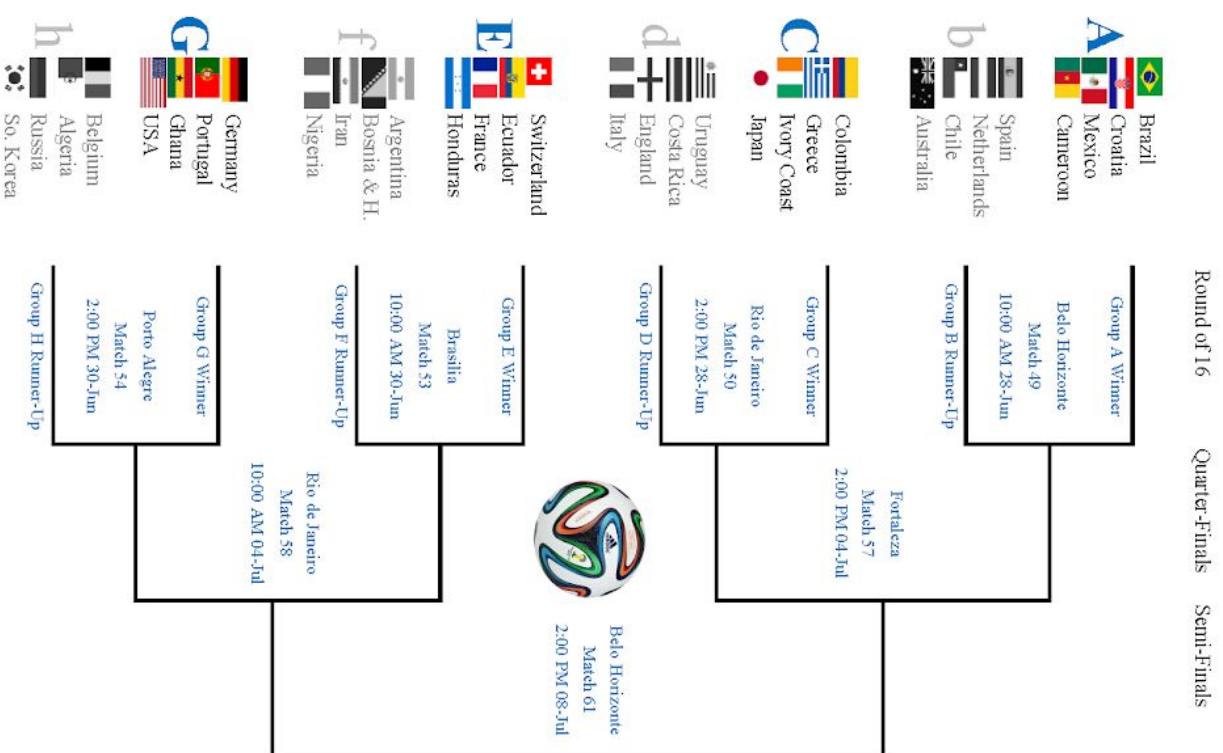 Round of 16
Quarter-Finals
Semi-Finals
A
Brazil
Croatia
Mexico
Cameroon
Group A Winner
Belo Horizonte
Match 49
10:00 AM 28-Jun
Group B Runner-Up
b
Spain
Netherlands
Chile
Australia
Fortaleza
Match 57
2:00 PM 04-Jul
C
Colombia
Greece
Ivory Coast
Japan
Group C Winner
Rio de Janeiro
Match 50
2:00 PM 28-Jun
Group D Runner-Up
d
Uruguay
Costa Rica
England
Italy
Belo Horizonte
Match 61
2:00 PM 08-Jul
adidas
E
Switzerland
Ecuador
France
Honduras
Group E Winner
Brasilia
Match 53
10:00 AM 30-Jun
Group F Runner-Up
f
Argentina
Bosnia & H.
Iran
Nigeria
Rio de Janeiro
Match 58
10:00 AM 04-Jul
G
Germany
Portugal
Ghana
USA
Group G Winner
Porto Alegre
Match 54
2:00 PM 30-Jun
Group H Runner-Up
h
Belgium
Algeria
Russia
So. Korea